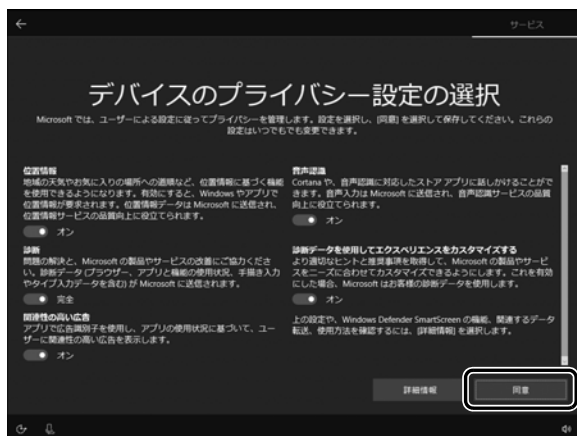 サービス
デバイスのプライバシー設定の選択
Microsoft では、ユーザーによる設定に従ってプライバシーを管理します。設定を選択し、[同意] を選択して保存してください。これらの
設定はいつでもでも変更できます。
位置情報
地域の天気やお気に入りの場所への道順など、位置情報に基づく機能
を使用できるようになります。有効にすると、Windows やアプリで
位置情報が要求されます。位置情報データは Microsoft に送信され、
位置情報サービスの品質向上に役立てられます。
オン
診断
問題の解決と、Microsoft の製品やサービスの改善にご協力くださ
い。診断データ (ブラウザー、アプリと機能の使用状況、手描き入力
やタイプ入力データを含む) が Microsoft に送信されます。
完全
関連性の高い広告
アプリで広告識別子を使用し、アプリの使用状況に基づいて、ユー
ザーに関連性の高い広告を表示します。
オン
音声認識
Cortana や、音声認識に対応したストア アプリに話しかけることがで
きます。音声入力は Microsoft に送信され、音声認識サービスの品質
向上に役立てられます。
オン
診断データを使用してエクスペリエンスをカスタマイズする
より適切なヒントと推奨事項を取得して、Microsoft の製品やサービ
スをニーズに合わせてカスタマイズできるようにします。これを有効
にした場合、Microsoft はお客様の診断データを使用します。
オン
上の設定や、Windows Defender SmartScreen の機能、関連するデータ
転送、使用方法を確認するには、[詳細情報] を選択します。
詳細情報
同意